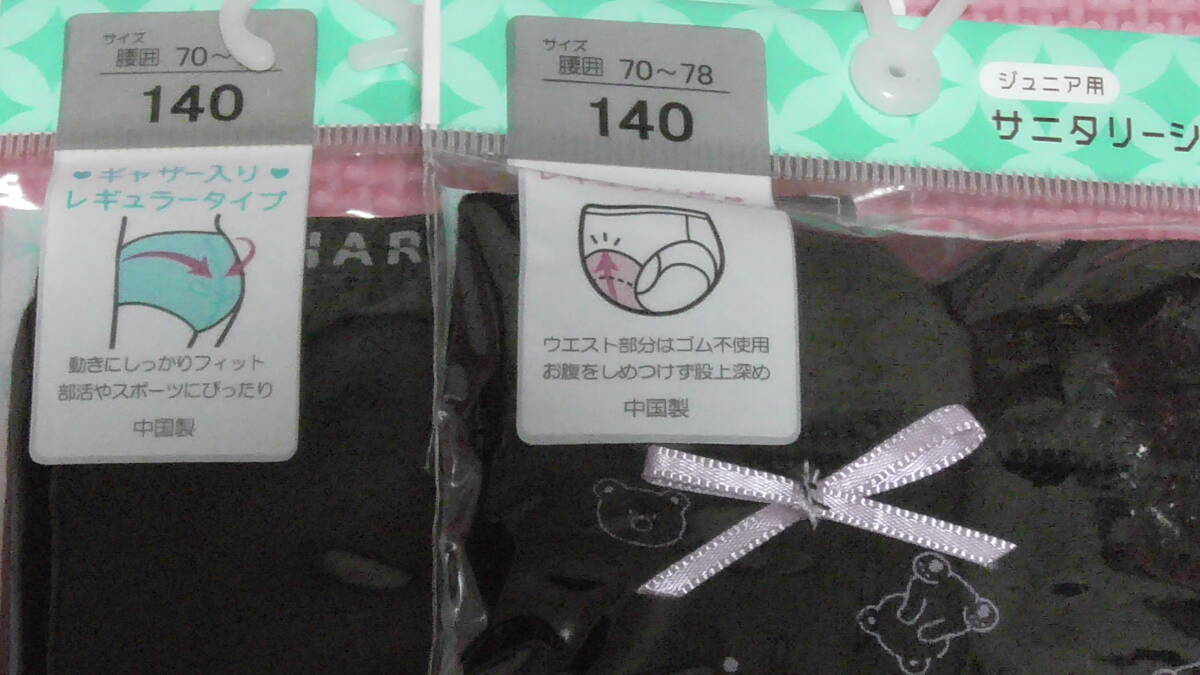 サイズ
腰囲 70～
140
♥ギャザー入り♥
レギュラータイプ
動きにしっかりフィット
部活やスポーツにぴったり
中国製
HAR
サイズ
腰囲 70～78
140
ウエスト部分はゴム不使用
お腹をしめつけず股上深め
中国製
ジュニア用
サニタリーシ